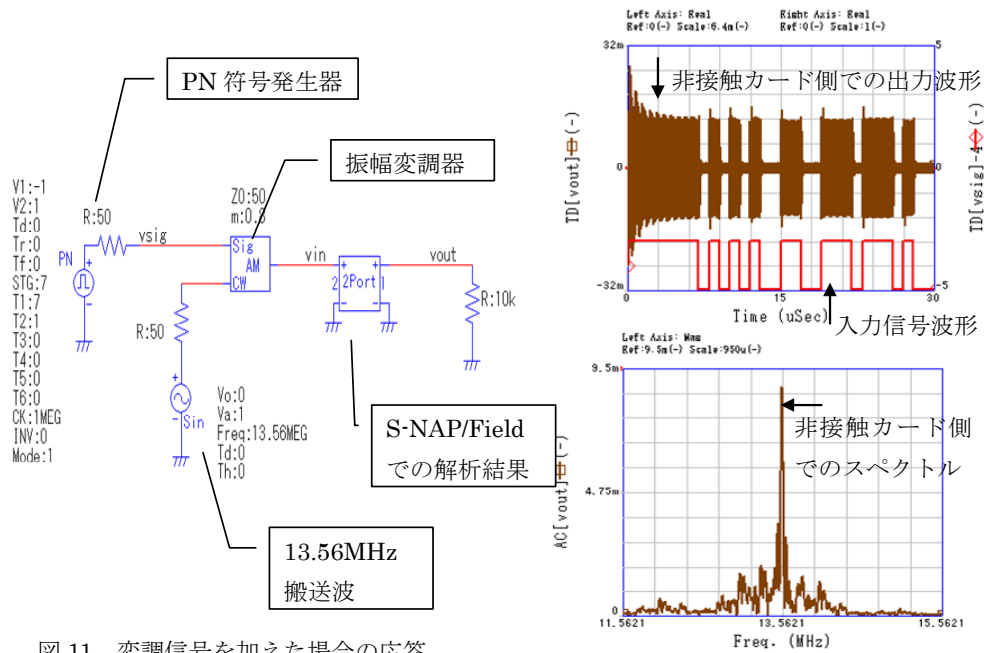 PN 符号発生器
振幅変調器
V1:-1
V2:1
Td:0
Tr:0
Tf:0
STG:7
T1:7
T2:1
T3:0
T4:0
T5:0
T6:0
CK:1MEG
INV:0
Mode:1
R:50
PN
vsig
Z0:50
m:0.8
Sig
AM
CW
vin
2
2Port
1
vout
R:10k
R:50
Sin
Vo:0
Va:1
Freq:13.56MEG
Td:0
Th:0
S-NAP/Field
での解析結果
13.56MHz
搬送波
図 11 変調信号を加えた場合の応答
Left Axis: Real
Right Axis: Real
Ref:0(-) Scale:6.4m(-)
Ref:0(-) Scale:1(-)
32m
5
非接触カード側での出力波形
TD[vout] (-)
0
0
TD[vsig]-4 (-)
-32m
-5
0
15
30
Time (uSec)
入力信号波形
Left Axis: Mag
Ref:9.5m(-) Scale:950u(-)
9.5m
非接触カード側
でのスペクトル
AC[vout] (-)
4.75m
0
11.5621
13.5621
15.5621
Freq. (MHz)